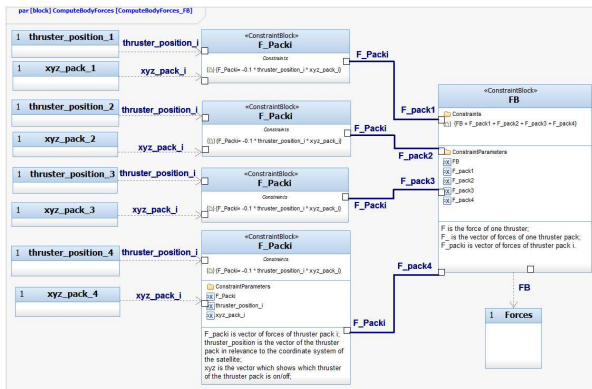 par [block] ComputeBodyForces [ComputeBodyForces_FB]
1 thruster_position_1
thruster_position_i
1 xyz_pack_1
xyz_pack_i
«ConstraintBlock»
F_Packi
Constraints
{F_Packi= -0.1 * thruster_position_i * xyz_pack_i}
F_Packi
1 thruster_position_2
thruster_position_i
1 xyz_pack_2
xyz_pack_i
«ConstraintBlock»
F_Packi
Constraints
{F_Packi= -0.1 * thruster_position_i * xyz_pack_i}
F_Packi
1 thruster_position_3
thruster_position_i
1 xyz_pack_3
xyz_pack_i
«ConstraintBlock»
F_Packi
Constraints
{F_Packi= -0.1 * thruster_position_i * xyz_pack_i}
F_Packi
1 thruster_position_4
thruster_position_i
1 xyz_pack_4
xyz_pack_i
«ConstraintBlock»
F_Packi
Constraints
{F_Packi= -0.1 * thruster_position_i * xyz_pack_i}
ConstraintParameters
F_Packi
thruster_position_i
xyz_pack_i
F_packi is vector of forces of thruster pack i;
thruster_position is the vector of the thruster
pack in relevance to the coordinate system of
the satellite;
xyz is the vector which shows which thruster
of the thruster pack is on/off;
F_Packi
F_pack1
F_pack2
F_pack3
F_pack4
«ConstraintBlock»
FB
Constraints
{FB = F_pack1 + F_pack2 + F_pack3 + F_pack4}
ConstraintParameters
FB
F_pack1
F_pack2
F_pack3
F_pack4
F is the force of one thruster;
F_ is the vector of forces of one thruster pack;
F_packi is vector of forces of thruster pack i.
FB
1 Forces